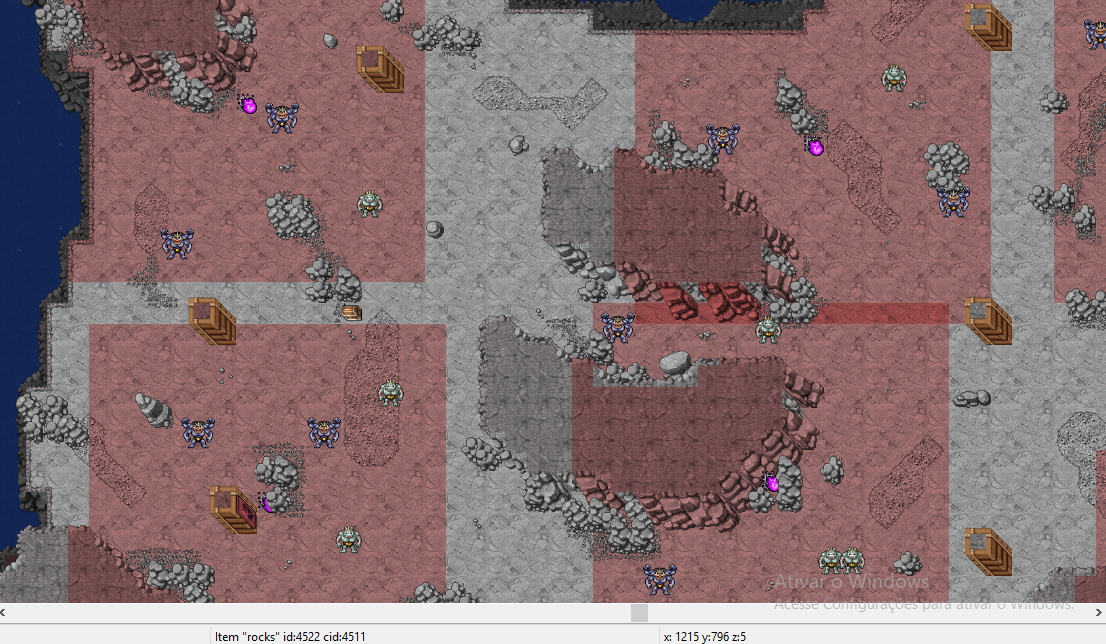 Ativar o Windows
Acesse Configurações para ativar o Windows.
Item "rocks" id:4522 cid:4511
x: 1215 y:796 z:5